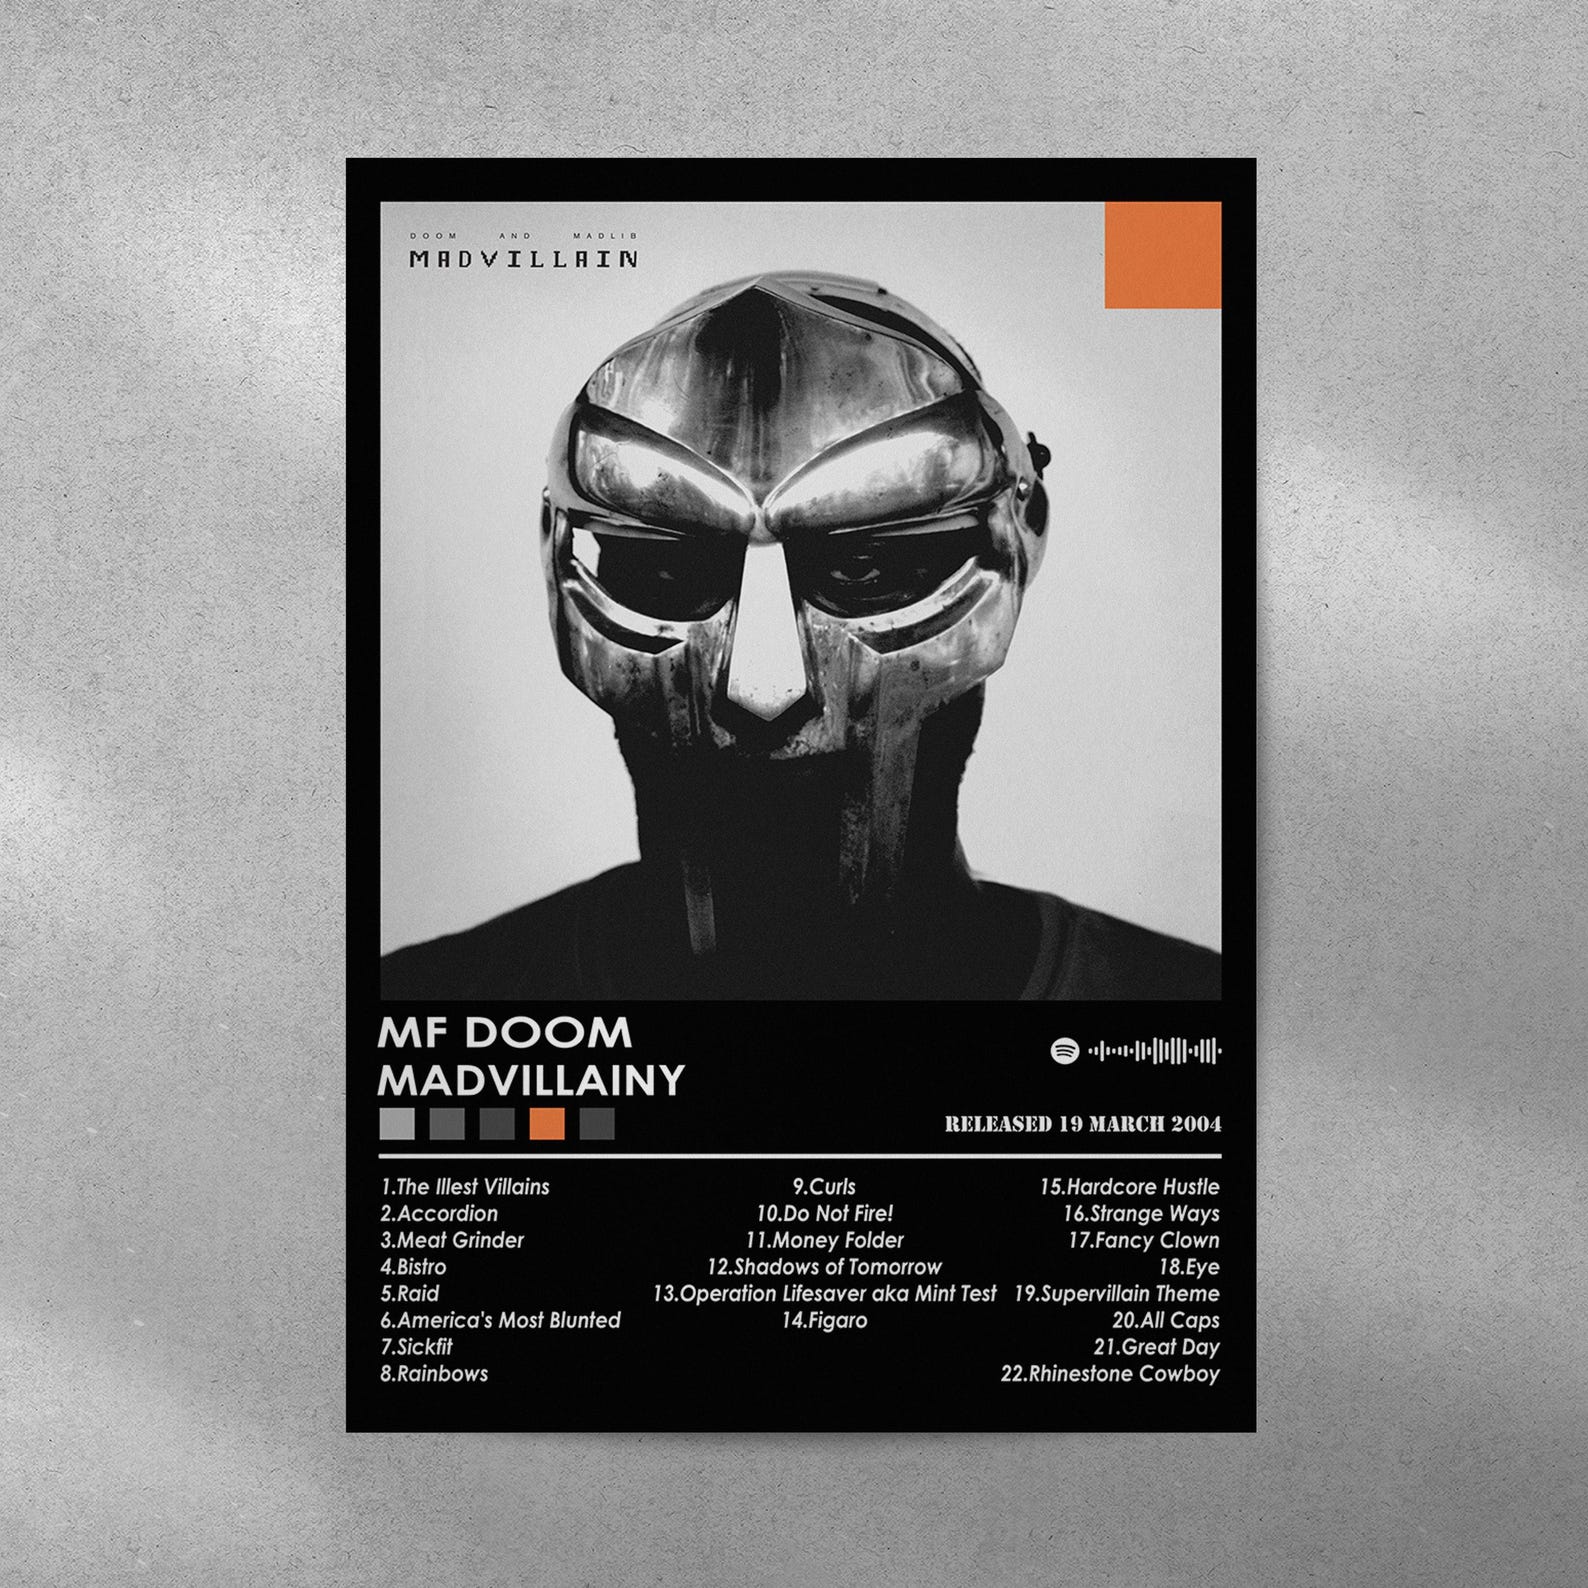 DOOM AND MADLIB
MADVILLAIN
MF DOOM
MADVILLAINY
RELEASED 19 MARCH 2004
1.The Illest Villains
2.Accordion
3.Meat Grinder
4.Bistro
5.Raid
6.America's Most Blunted
7.Sickfit
8.Rainbows
9.Curls
10.Do Not Fire!
11.Money Folder
12.Shadows of Tomorrow
13.Operation Lifesaver aka Mint Test
14.Figaro
15.Hardcore Hustle
16.Strange Ways
17.Fancy Clown
18.Eye
19.Supervillain Theme
20.All Caps
21.Great Day
22.Rhinestone Cowboy